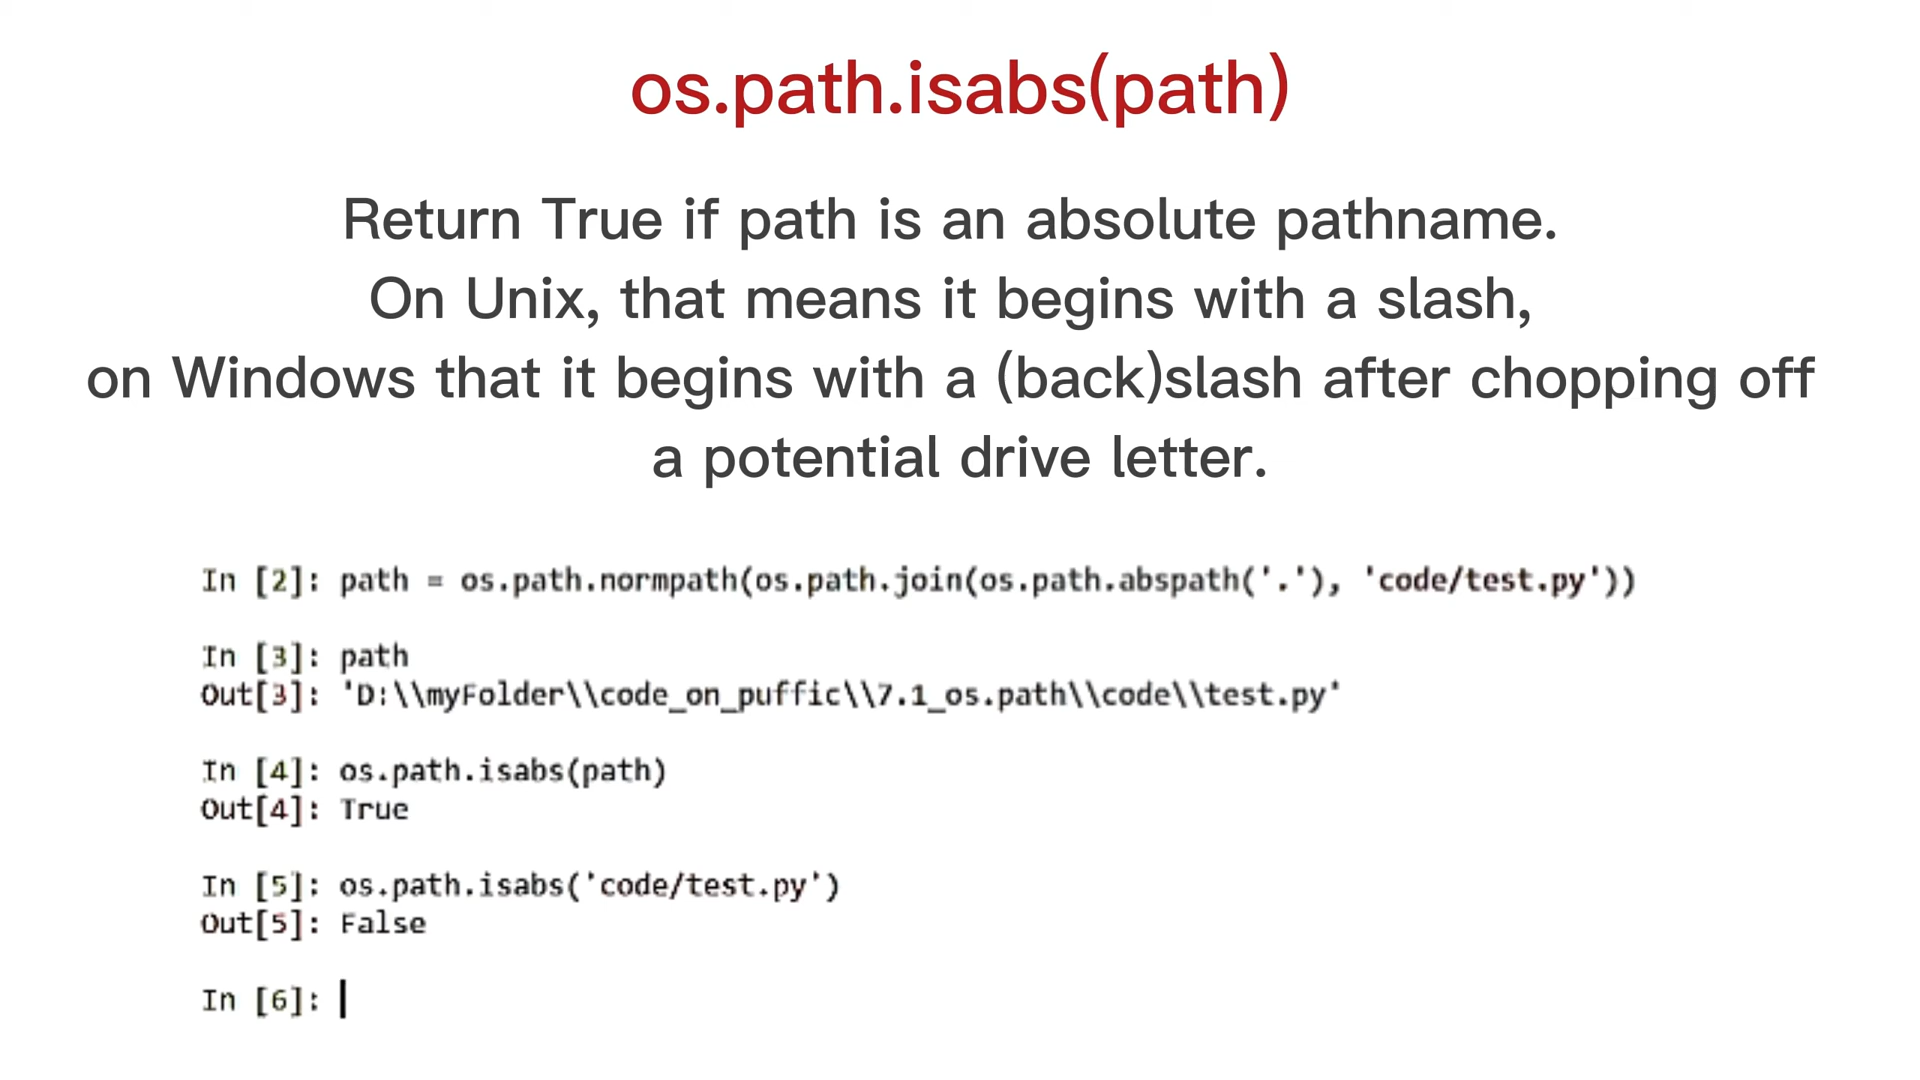 os.path.isabs(path)
Return True if path is an absolute pathname.
On Unix, that means it begins with a slash,
on Windows that it begins with a (back)slash after chopping off
a potential drive letter.
In [2]: path = os.path.normpath(os.path.join(os.path.abspath('.'), 'code/test.py'))
In [3]: path
Out[3]: 'D:\\myFolder\\code_on_puffic\\7.1_os.path\\code\\test.py'
In [4]: os.path.isabs(path)
Out[4]: True
In [5]: os.path.isabs('code/test.py')
Out[5]: False
In [6]: